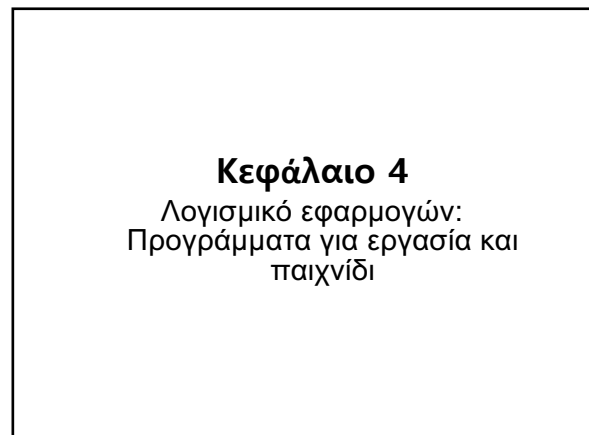 Κεφάλαιο 4
Λογισμικό εφαρμογών:
Προγράμματα για εργασία και
παιχνίδι